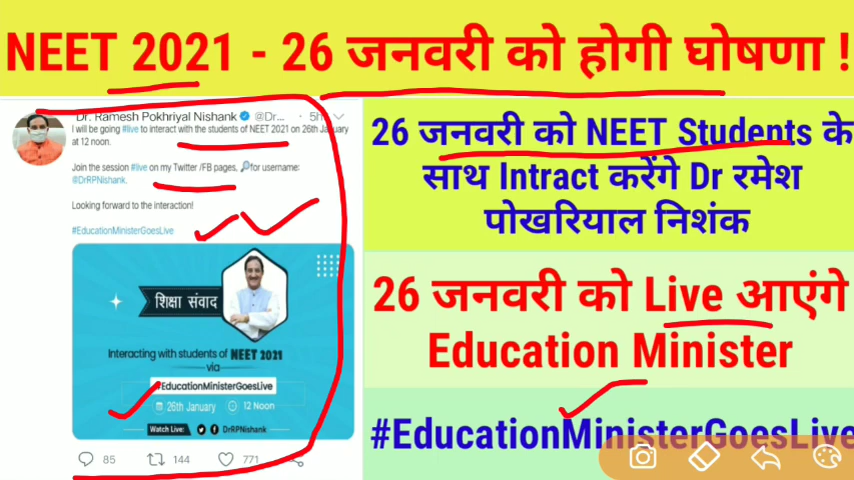 NEET 2021 - 26 जनवरी को होगी घोषणा !
Dr. Ramesh Pokhriyal Nishank @Dr... · 5h
I will be going #live to interact with the students of NEET 2021 on 26th January
at 12 noon.
Join the session #live on my Twitter /FB pages, 🔎for username:
@DrRPNishank.
Looking forward to the interaction!
#EducationMinisterGoesLive
शिक्षा संवाद
Interacting with students of NEET 2021
via
#EducationMinisterGoesLive
26th January 12 Noon
Watch Live: DrRPNishank
85 144 771
26 जनवरी को NEET Students के
साथ Intract करेंगे Dr रमेश
पोखरियाल निशंक
26 जनवरी को Live आएंगे
Education Minister
#EducationMinisterGoesLive